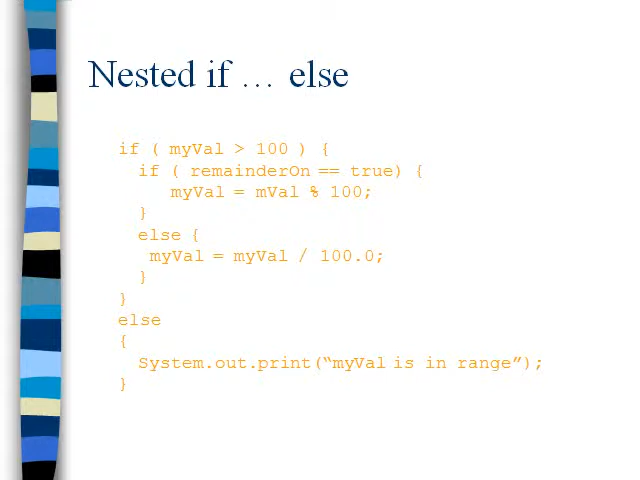 Nested if … else
if ( myVal > 100 ) {
if ( remainderOn == true) {
myVal = mVal % 100;
}
else {
myVal = myVal / 100.0;
}
}
else
{
System.out.print(“myVal is in range”);
}